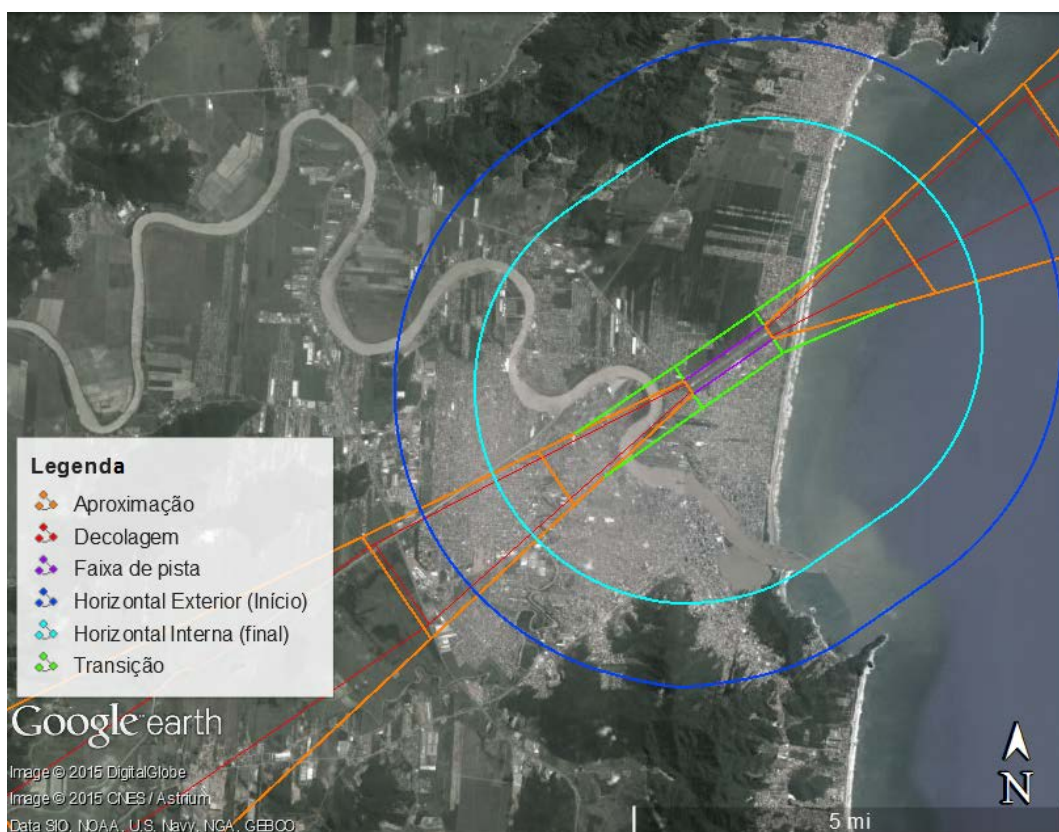 Legenda
Aproximação
Decolagem
Faixa de pista
Horizontal Exterior (Início)
Horizontal Interna (final)
Transição
Google earth
Image © 2015 DigitalGlobe
Image © 2015 CNES / Astrium
Data SIO, NOAA, U.S. Navy, NGA, GEBCO
5 mi
N